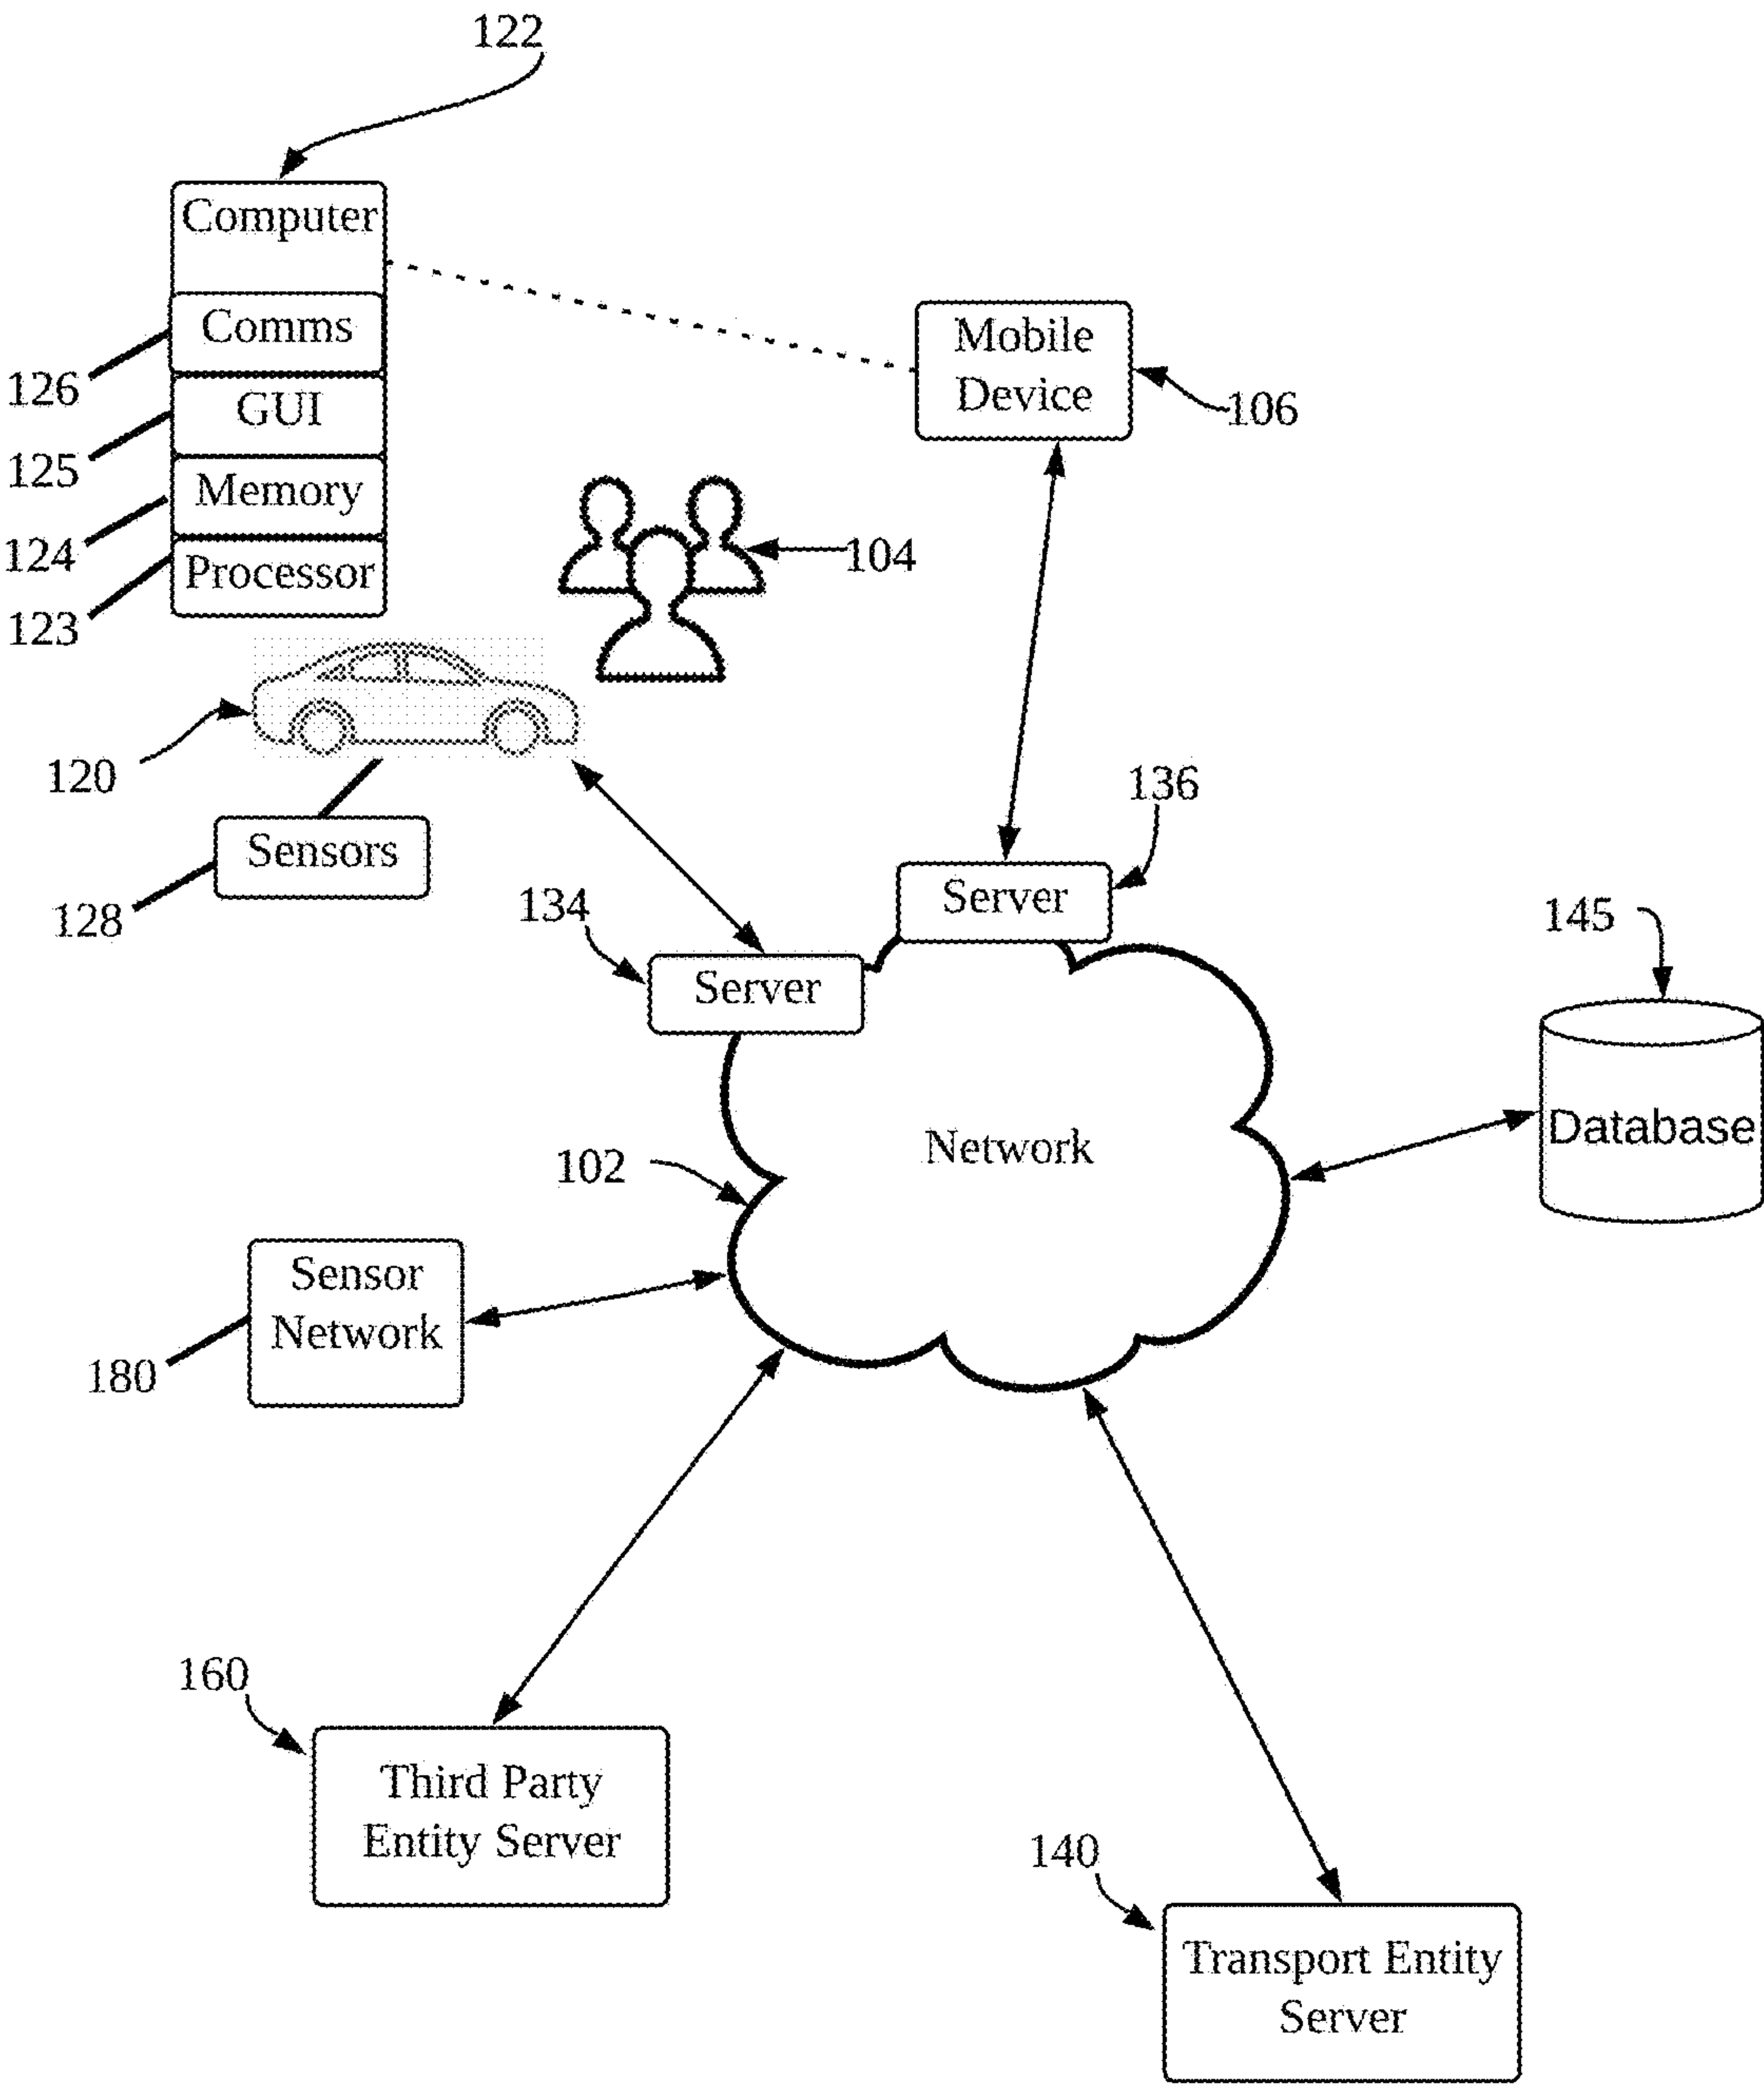 122
Computer
Comms
126
GUI
125
Memory
124
Processor
123
Mobile
Device
106
104
120
Sensors
128
136
Server
134
Server
145
Database
Network
102
Sensor
Network
180
160
Third Party
Entity Server
140
Transport Entity
Server